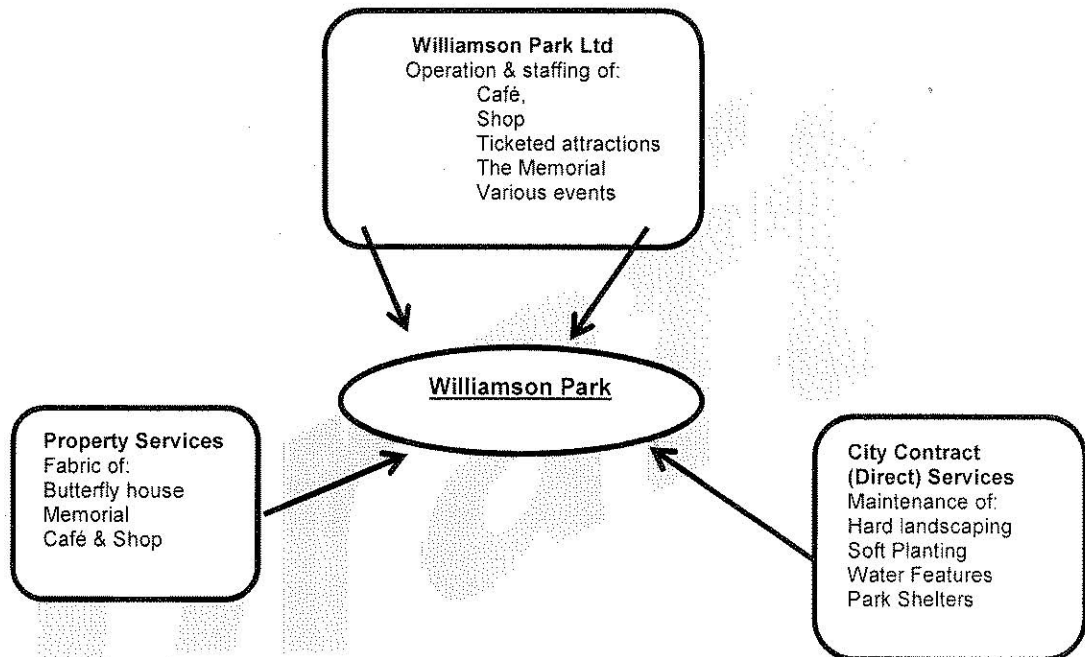 Williamson Park Ltd
Operation & staffing of:
Café,
Shop
Ticketed attractions
The Memorial
Various events
Williamson Park
Property Services
Fabric of:
Butterfly house
Memorial
Café & Shop
City Contract
(Direct) Services
Maintenance of:
Hard landscaping
Soft Planting
Water Features
Park Shelters